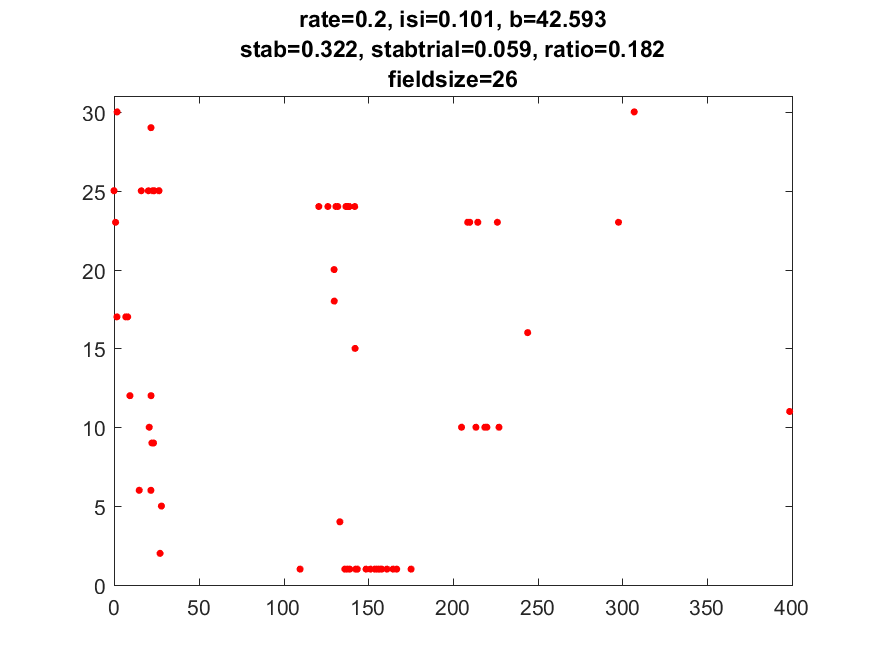 rate=0.2, isi=0.101, b=42.593
stab=0.322, stabtrial=0.059, ratio=0.182
fieldsize=26
30
25
20
15
10
5
0
0 50 100 150 200 250 300 350 400